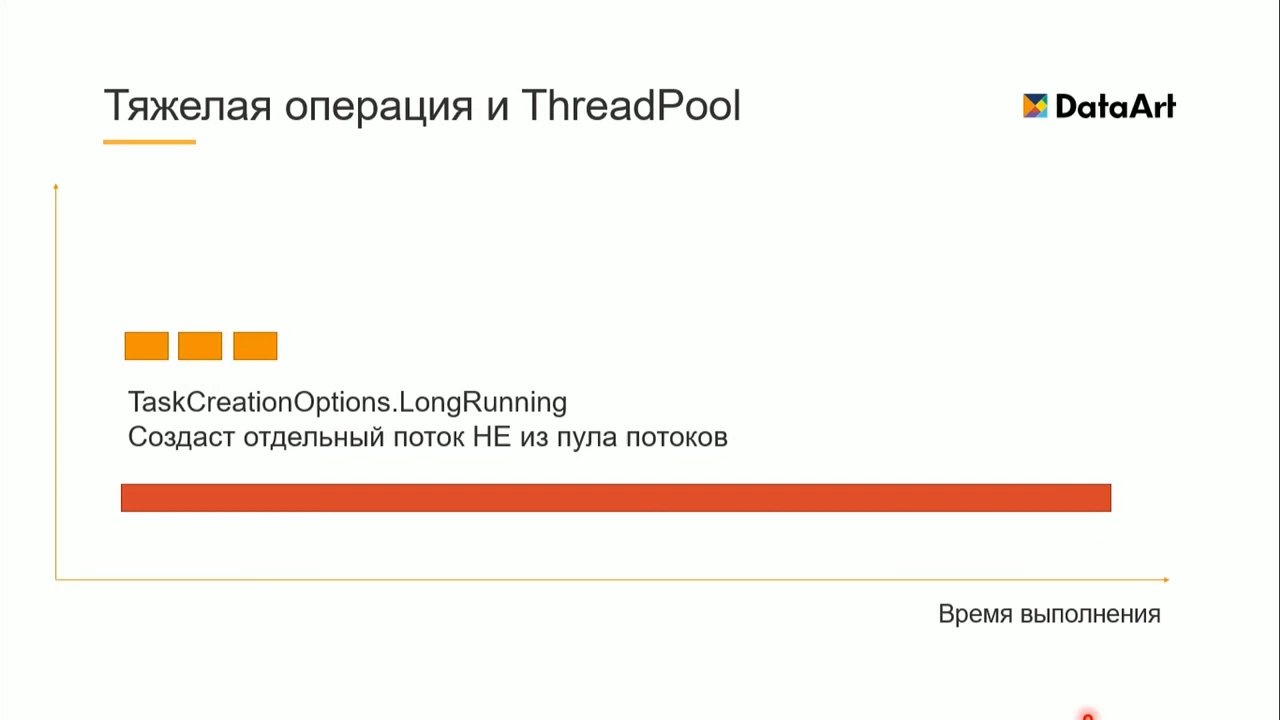 Тяжелая операция и ThreadPool
DataArt
TaskCreationOptions.LongRunning
Создаст отдельный поток НЕ из пула потоков
Время выполнения